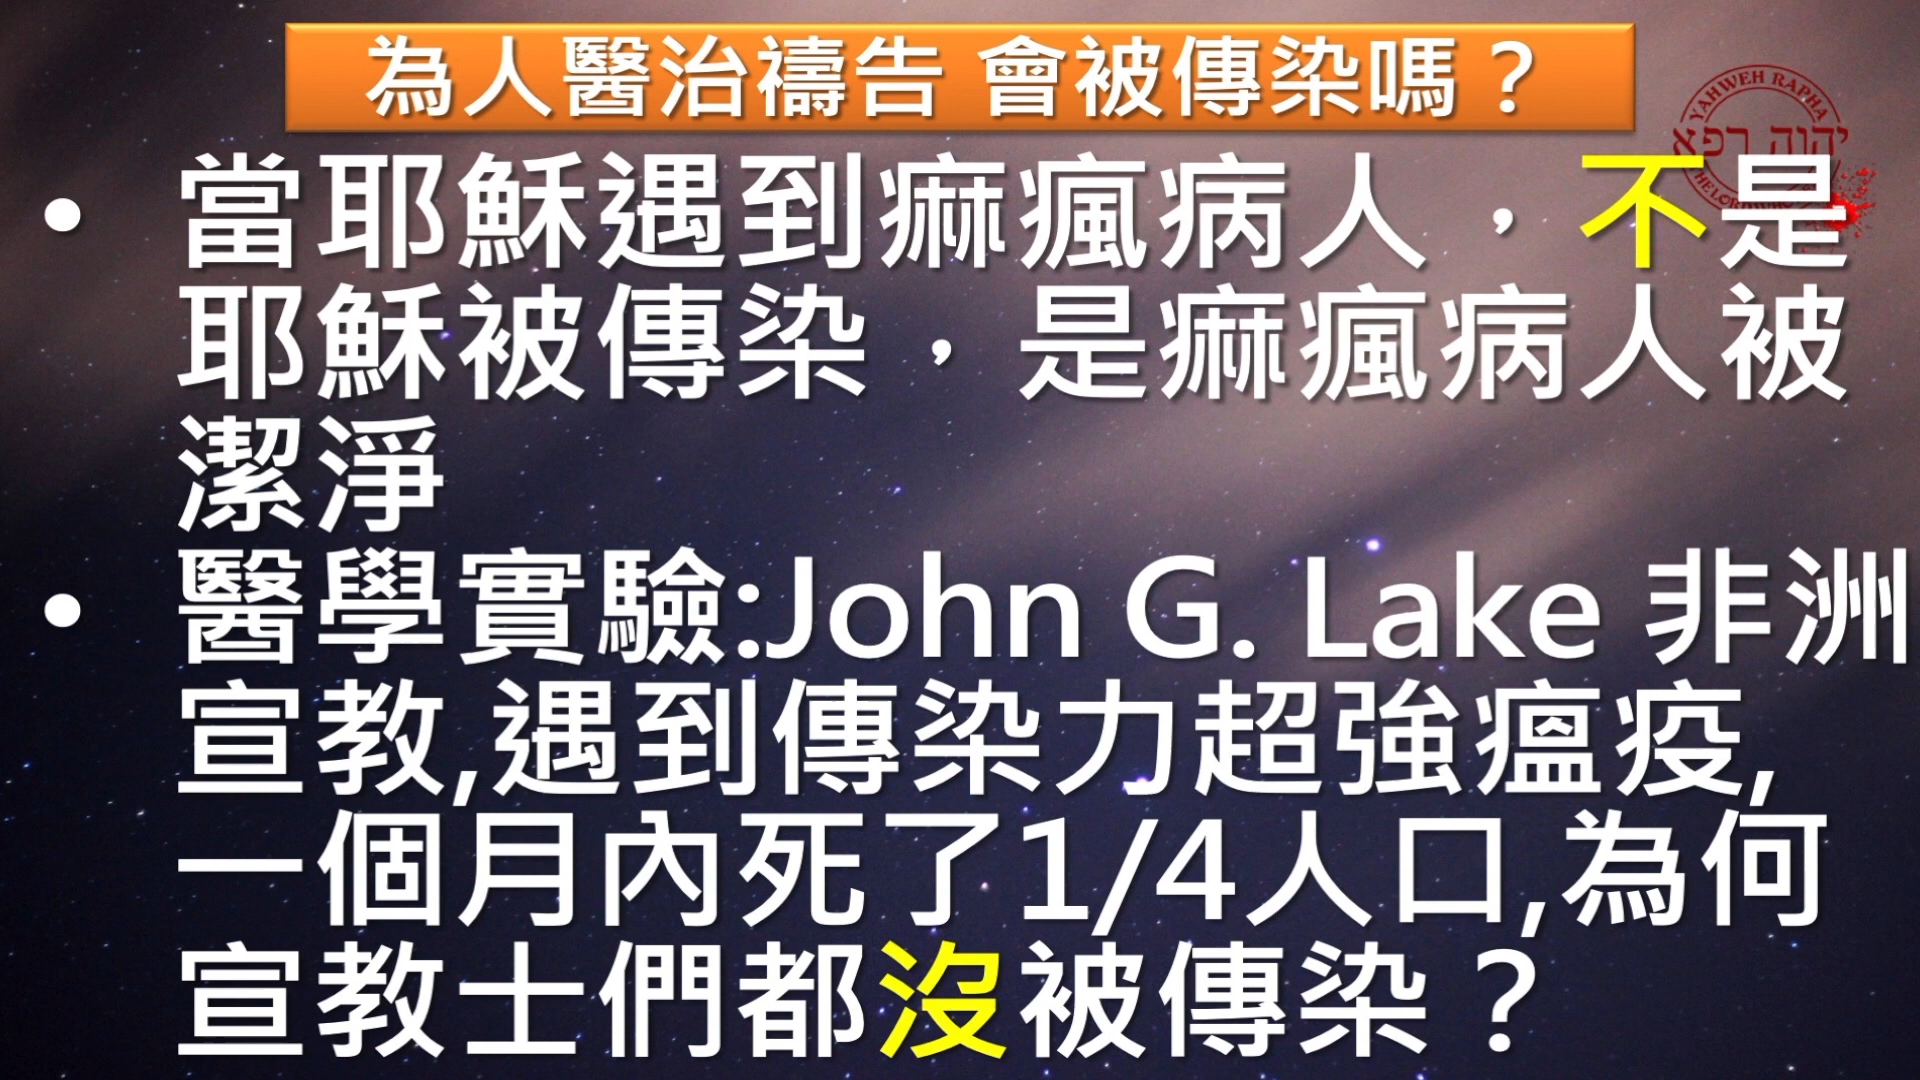 為人醫治禱告 會被傳染嗎？
YAHWEH RAPHA
יהוה רפא
• 當耶穌遇到痲瘋病人，不是
耶穌被傳染，是痲瘋病人被
潔淨
• 醫學實驗:John G. Lake 非洲
宣教,遇到傳染力超強瘟疫,
一個月內死了1/4人口,為何
宣教士們都沒被傳染？